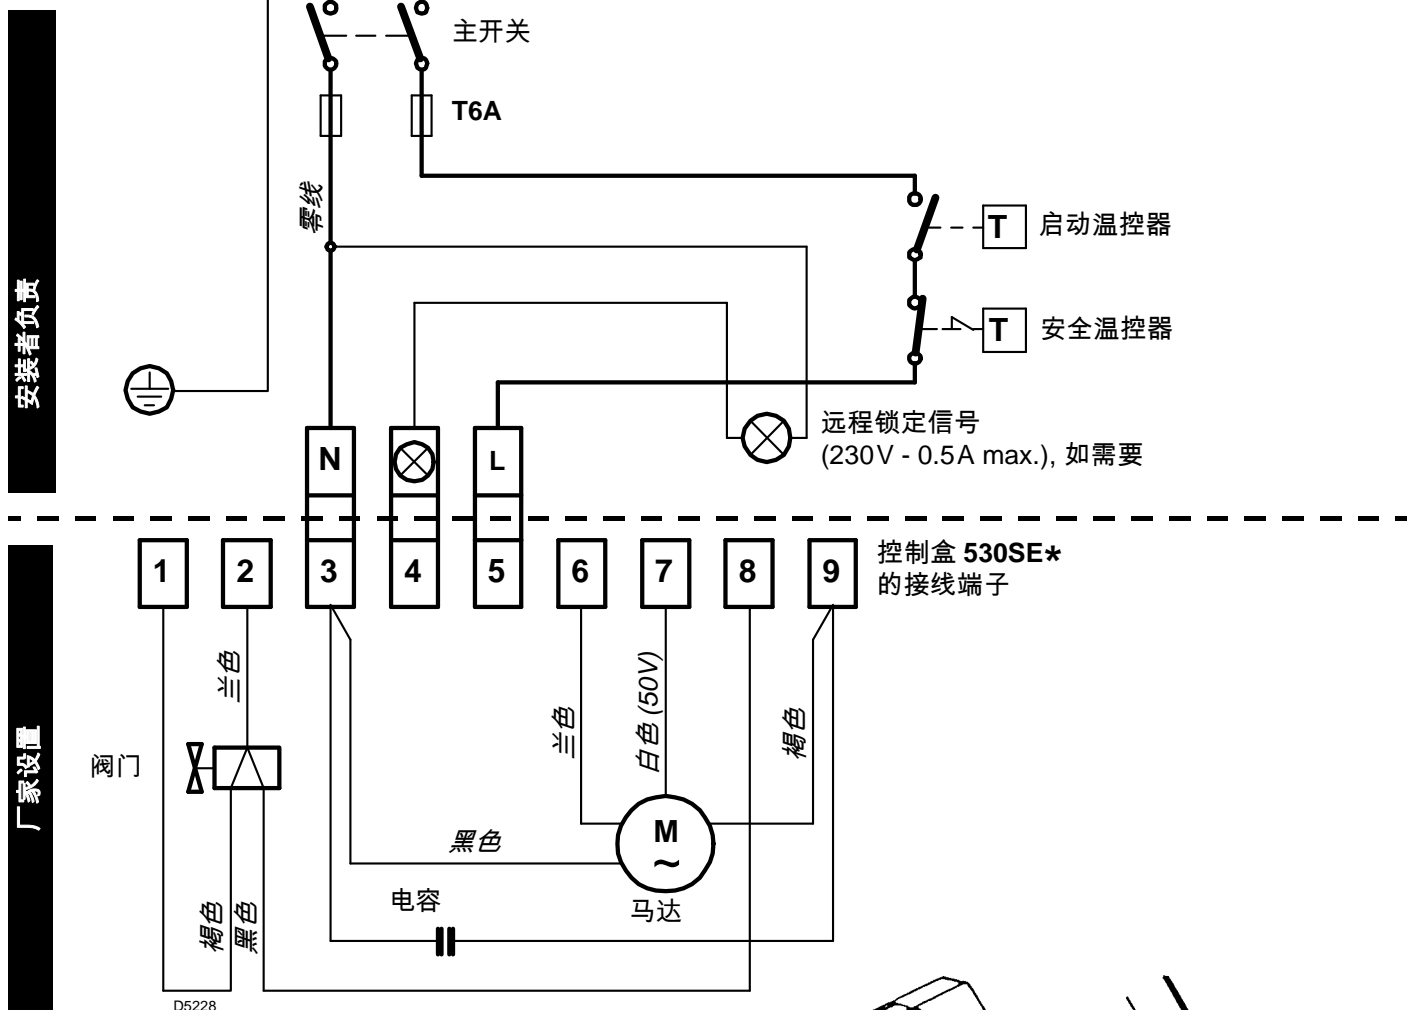 主开关
T6A
零线
T 启动温控器
T 安全温控器
安装者负责
远程锁定信号
(230V - 0.5A max.), 如需要
N
L
控制盒 530SE*
的接线端子
1 2 3 4 5 6 7 8 9
兰色
兰色
白色 (50V)
褐色
厂家设置
阀门
黑色
M
~
马达
电容
褐色
黑色
D5228